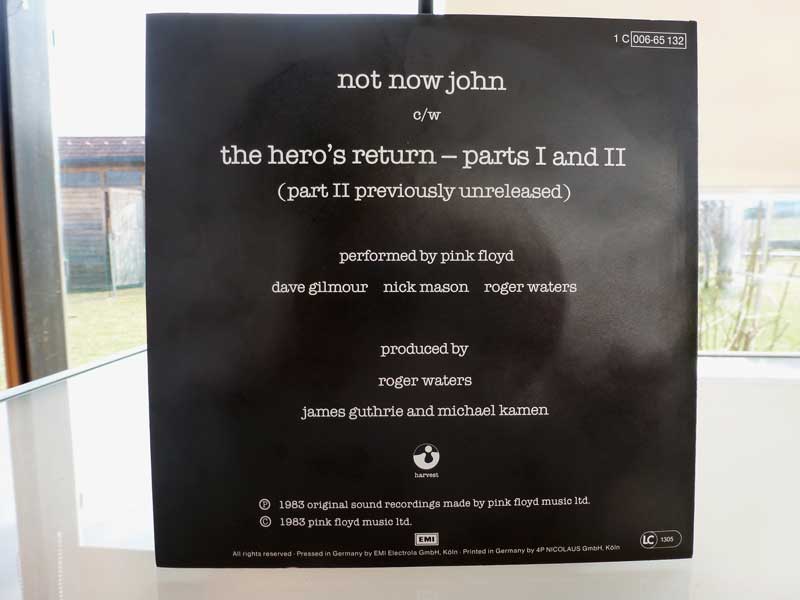 1 C 006-65 132
not now john
c/w
the hero's return – parts I and II
(part II previously unreleased)
performed by pink floyd
dave gilmour nick mason roger waters
produced by
roger waters
james guthrie and michael kamen
harvest
Ⓟ 1983 original sound recordings made by pink floyd music ltd.
© 1983 pink floyd music ltd.
EMI
LC 1305
All rights reserved · Pressed in Germany by EMI Electrola GmbH, Köln · Printed in Germany by 4P NICOLAUS GmbH, Köln